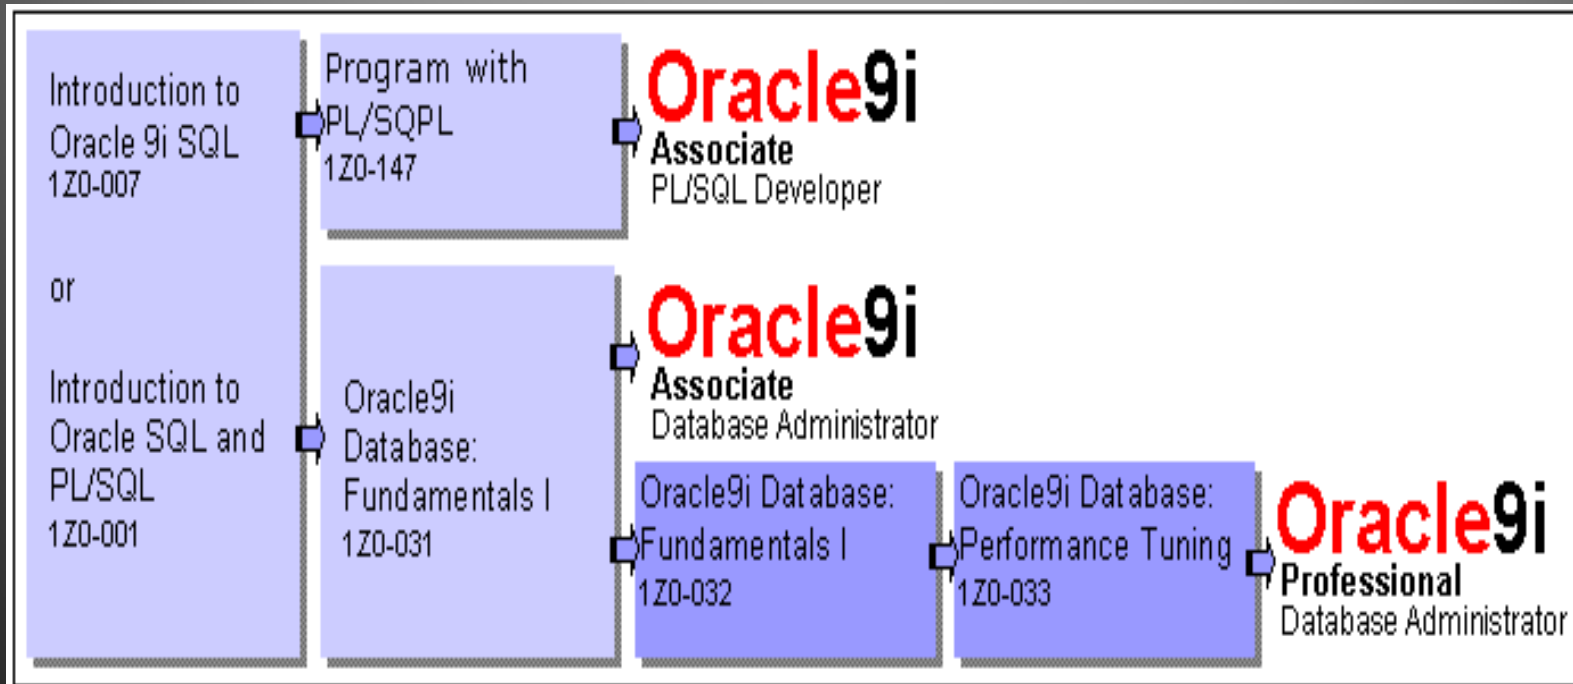 Introduction to
Oracle 9i SQL
1Z0-007
or
Introduction to
Oracle SQL and
PL/SQL
1Z0-001
Program with
PL/SQPL
1Z0-147
Oracle9i
Associate
PL/SQL Developer
Oracle9i
Database:
Fundamentals I
1Z0-031
Oracle9i
Associate
Database Administrator
Oracle9i Database:
Fundamentals I
1Z0-032
Oracle9i Database:
Performance Tuning
1Z0-033
Oracle9i
Professional
Database Administrator